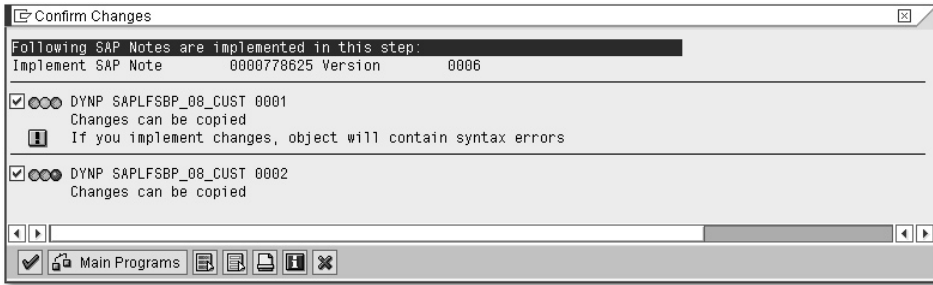 Confirm Changes
Following SAP Notes are implemented in this step:
Implement SAP Note 0000778625 Version 0006
DYNP SAPLFSBP_08_CUST 0001
Changes can be copied
If you implement changes, object will contain syntax errors
DYNP SAPLFSBP_08_CUST 0002
Changes can be copied
Main Programs